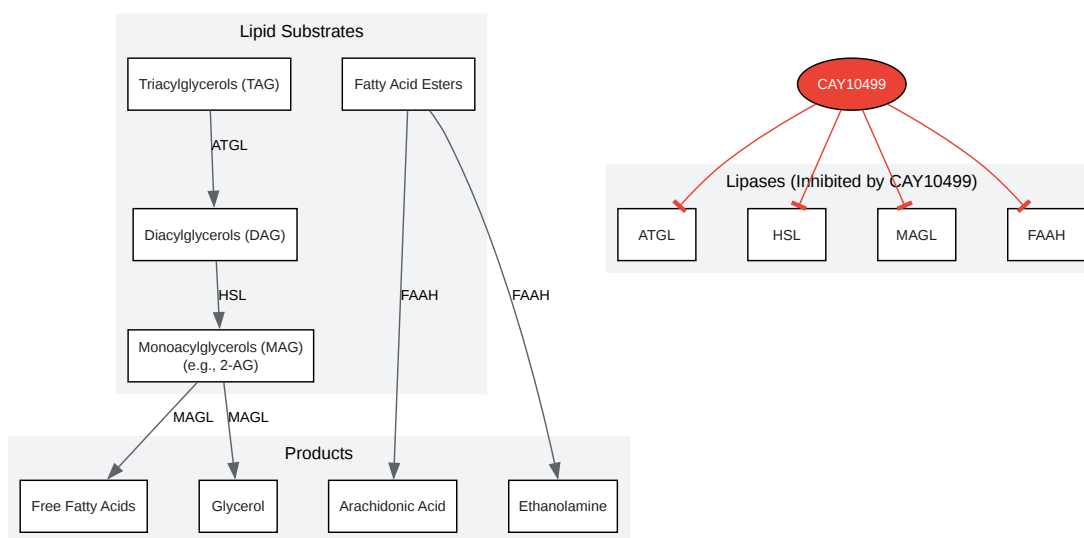 Lipid Substrates
Triacylglycerols (TAG)
Fatty Acid Esters
CAY10499
ATGL
Lipases (Inhibited by CAY10499)
Diacylglycerols (DAG)
ATGL
HSL
MAGL
FAAH
HSL
FAAH
FAAH
Monoacylglycerols (MAG)
(e.g., 2-AG)
MAGL
MAGL
Products
Free Fatty Acids
Glycerol
Arachidonic Acid
Ethanolamine